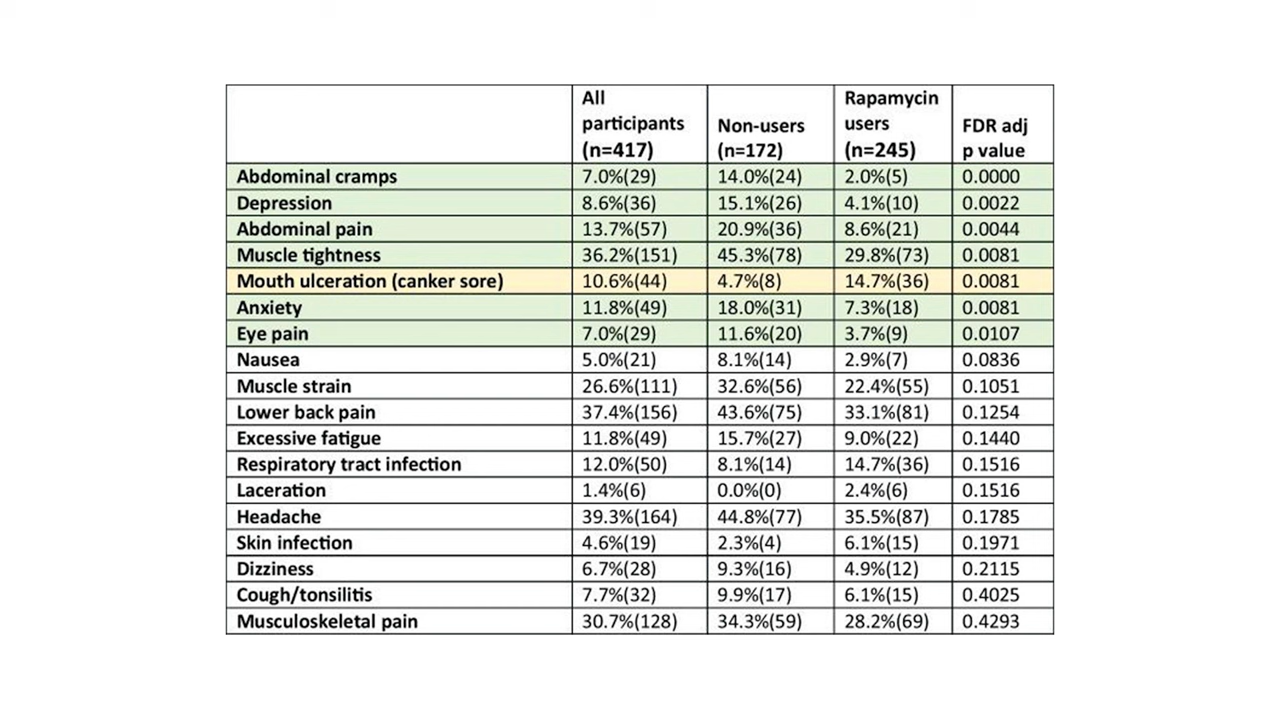 All participants (n=417) Non-users (n=172) Rapamycin users (n=245) FDR adj p value
Abdominal cramps 7.0%(29) 14.0%(24) 2.0%(5) 0.0000
Depression 8.6%(36) 15.1%(26) 4.1%(10) 0.0022
Abdominal pain 13.7%(57) 20.9%(36) 8.6%(21) 0.0044
Muscle tightness 36.2%(151) 45.3%(78) 29.8%(73) 0.0081
Mouth ulceration (canker sore) 10.6%(44) 4.7%(8) 14.7%(36) 0.0081
Anxiety 11.8%(49) 18.0%(31) 7.3%(18) 0.0081
Eye pain 7.0%(29) 11.6%(20) 3.7%(9) 0.0107
Nausea 5.0%(21) 8.1%(14) 2.9%(7) 0.0836
Muscle strain 26.6%(111) 32.6%(56) 22.4%(55) 0.1051
Lower back pain 37.4%(156) 43.6%(75) 33.1%(81) 0.1254
Excessive fatigue 11.8%(49) 15.7%(27) 9.0%(22) 0.1440
Respiratory tract infection 12.0%(50) 8.1%(14) 14.7%(36) 0.1516
Laceration 1.4%(6) 0.0%(0) 2.4%(6) 0.1516
Headache 39.3%(164) 44.8%(77) 35.5%(87) 0.1785
Skin infection 4.6%(19) 2.3%(4) 6.1%(15) 0.1971
Dizziness 6.7%(28) 9.3%(16) 4.9%(12) 0.2115
Cough/tonsilitis 7.7%(32) 9.9%(17) 6.1%(15) 0.4025
Musculoskeletal pain 30.7%(128) 34.3%(59) 28.2%(69) 0.4293